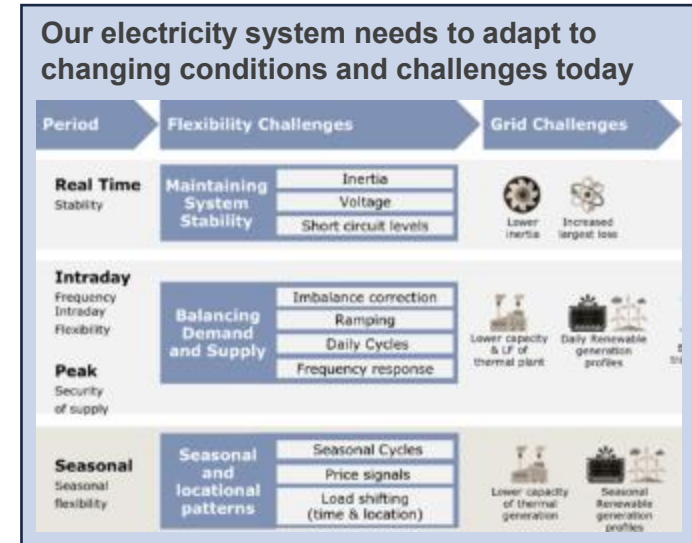 Our electricity system needs to adapt to
changing conditions and challenges today
Period
Flexibility Challenges
Grid Challenges
Real Time
Stability
Maintaining
System
Stability
Inertia
Voltage
Short circuit levels
Lower
inertia
Increased
largest loss
Intraday
Frequency
Intraday
Flexibility
Peak
Security
of supply
Balancing
Demand
and Supply
Imbalance correction
Ramping
Daily Cycles
Frequency response
Lower capacity
& LF of
thermal plant
Daily Renewable
generation
profiles
Seasonal
Seasonal
flexibility
Seasonal
and
locational
patterns
Seasonal Cycles
Price signals
Load shifting
(time & location)
Lower capacity
of thermal
generation
Seasonal
Renewable
generation
profiles